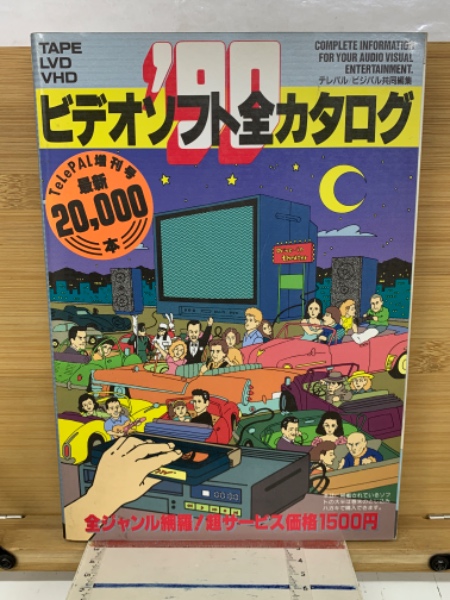 TAPE
LVD
VHD
COMPLETE INFORMATION
FOR YOUR AUDIO VISUAL
ENTERTAINMENT.
テレパル ビジパル共同編集
'90
ビデオソフト全カタログ
TelePAL増刊号
最新
20,000
本
全ジャンル網羅!超サービス価格1500円